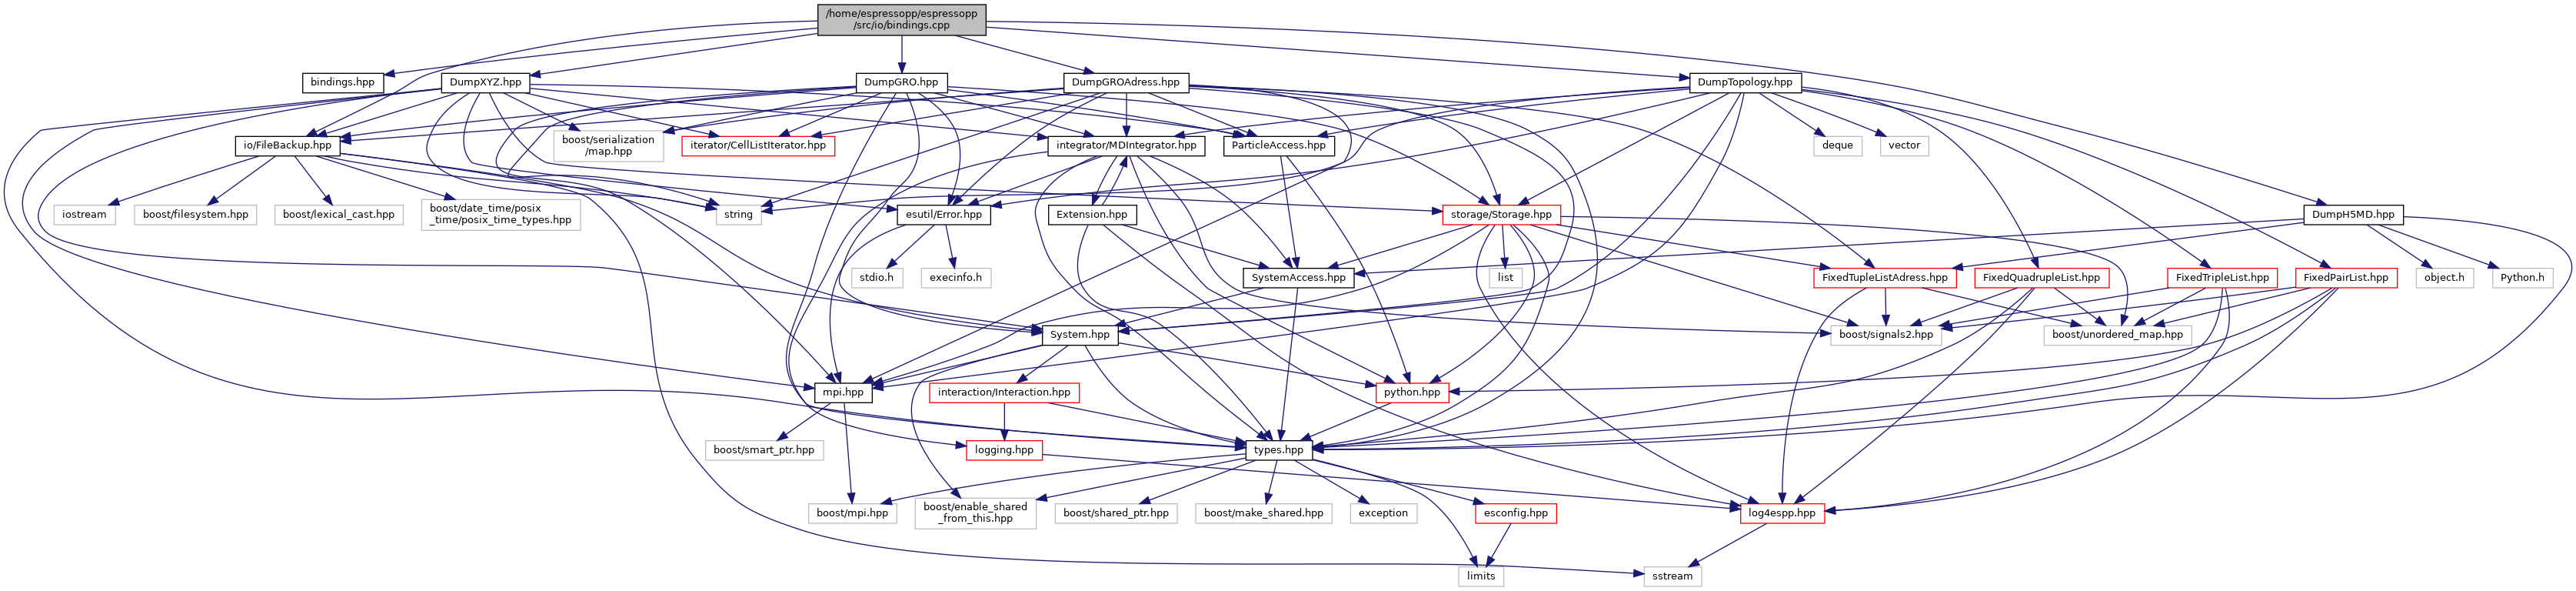 /home/espressopp/espressopp
/src/io/bindings.cpp
bindings.hpp
DumpXYZ.hpp
DumpGRO.hpp
DumpGROAdress.hpp
DumpTopology.hpp
io/FileBackup.hpp
boost/serialization
/map.hpp
iterator/CellListIterator.hpp
integrator/MDIntegrator.hpp
ParticleAccess.hpp
deque
vector
iostream
boost/filesystem.hpp
boost/lexical_cast.hpp
boost/date_time/posix
_time/posix_time_types.hpp
string
esutil/Error.hpp
Extension.hpp
storage/Storage.hpp
DumpH5MD.hpp
stdio.h
execinfo.h
SystemAccess.hpp
list
FixedTupleListAdress.hpp
FixedQuadrupleList.hpp
FixedTripleList.hpp
FixedPairList.hpp
object.h
Python.h
System.hpp
boost/signals2.hpp
boost/unordered_map.hpp
mpi.hpp
interaction/Interaction.hpp
python.hpp
boost/smart_ptr.hpp
logging.hpp
types.hpp
boost/mpi.hpp
boost/enable_shared
_from_this.hpp
boost/shared_ptr.hpp
boost/make_shared.hpp
exception
esconfig.hpp
log4espp.hpp
limits
sstream